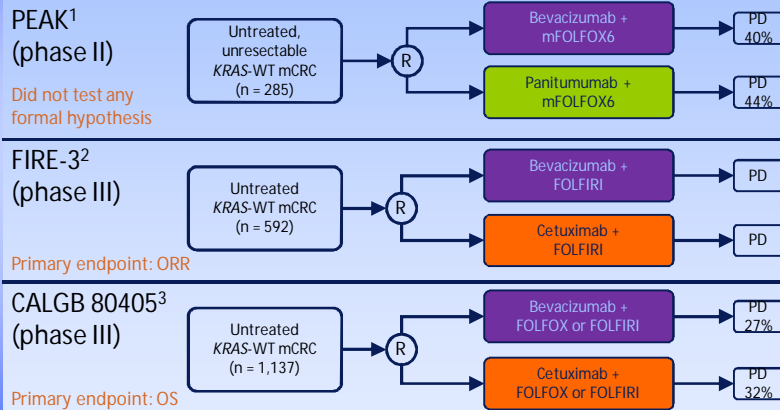 PEAK1
(phase II)
Did not test any
formal hypothesis
Untreated,
unresectable
KRAS-WT mCRC
(n = 285)
R
Bevacizumab +
mFOLFOX6
PD
40%
Panitumumab +
mFOLFOX6
PD
44%
FIRE-32
(phase III)
Primary endpoint: ORR
Untreated
KRAS-WT mCRC
(n = 592)
R
Bevacizumab +
FOLFIRI
PD
Cetuximab +
FOLFIRI
PD
CALGB 804053
(phase III)
Primary endpoint: OS
Untreated
KRAS-WT mCRC
(n = 1,137)
R
Bevacizumab +
FOLFOX or FOLFIRI
PD
27%
Cetuximab +
FOLFOX or FOLFIRI
PD
32%